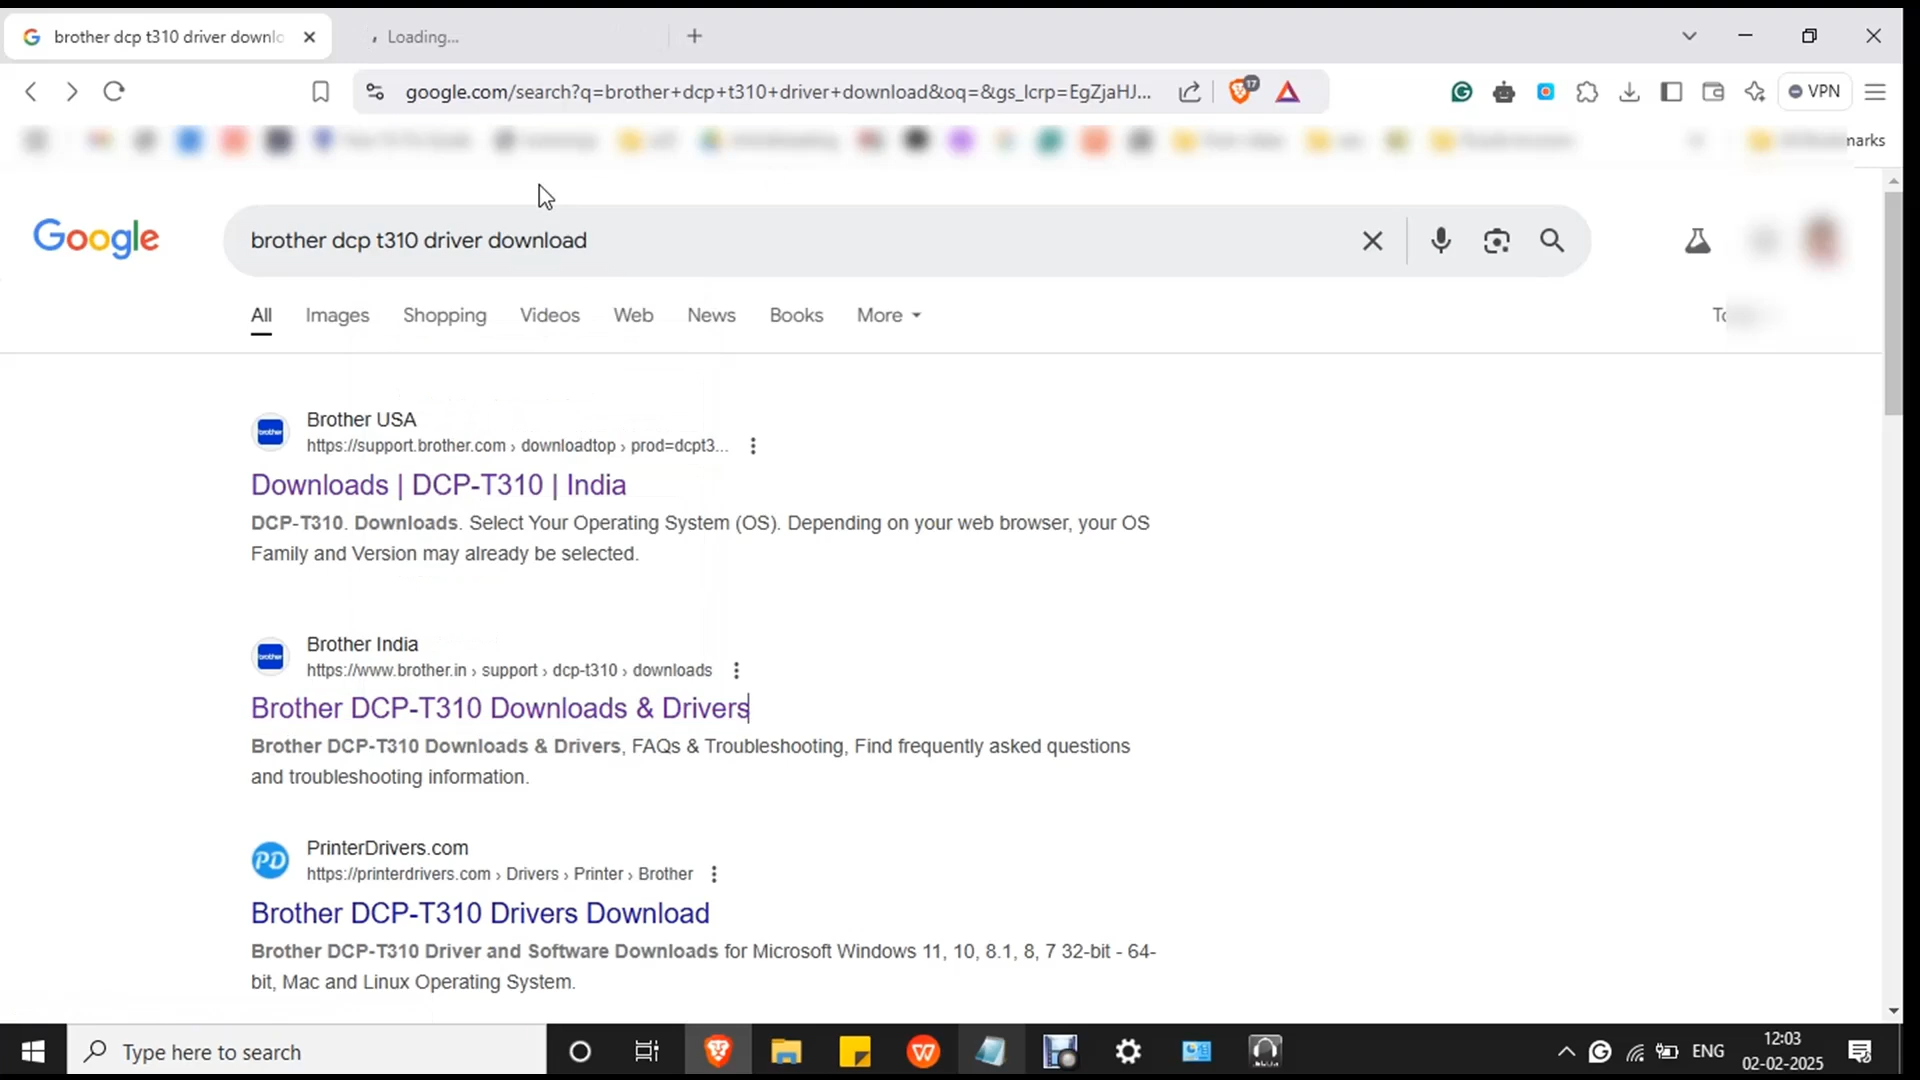 brother dcp t310 driver downlo
Loading...
google.com/search?q=brother+dcp+t310+driver+download&oq=&gs_lcrp=EgZjaHJ...
17
VPN
marks
Google
brother dcp t310 driver download
All
Images
Shopping
Videos
Web
News
Books
More
brother
Brother USA
https://support.brother.com › downloadtop › prod=dcpt3...
Downloads | DCP-T310 | India
DCP-T310. Downloads. Select Your Operating System (OS). Depending on your web browser, your OS
Family and Version may already be selected.
brother
Brother India
https://www.brother.in › support › dcp-t310 › downloads
Brother DCP-T310 Downloads & Drivers
Brother DCP-T310 Downloads & Drivers, FAQs & Troubleshooting, Find frequently asked questions
and troubleshooting information.
PD
PrinterDrivers.com
https://printerdrivers.com › Drivers › Printer › Brother
Brother DCP-T310 Drivers Download
Brother DCP-T310 Driver and Software Downloads for Microsoft Windows 11, 10, 8.1, 8, 7 32-bit - 64-
bit, Mac and Linux Operating System.
Type here to search
ENG
12:03
02-02-2025